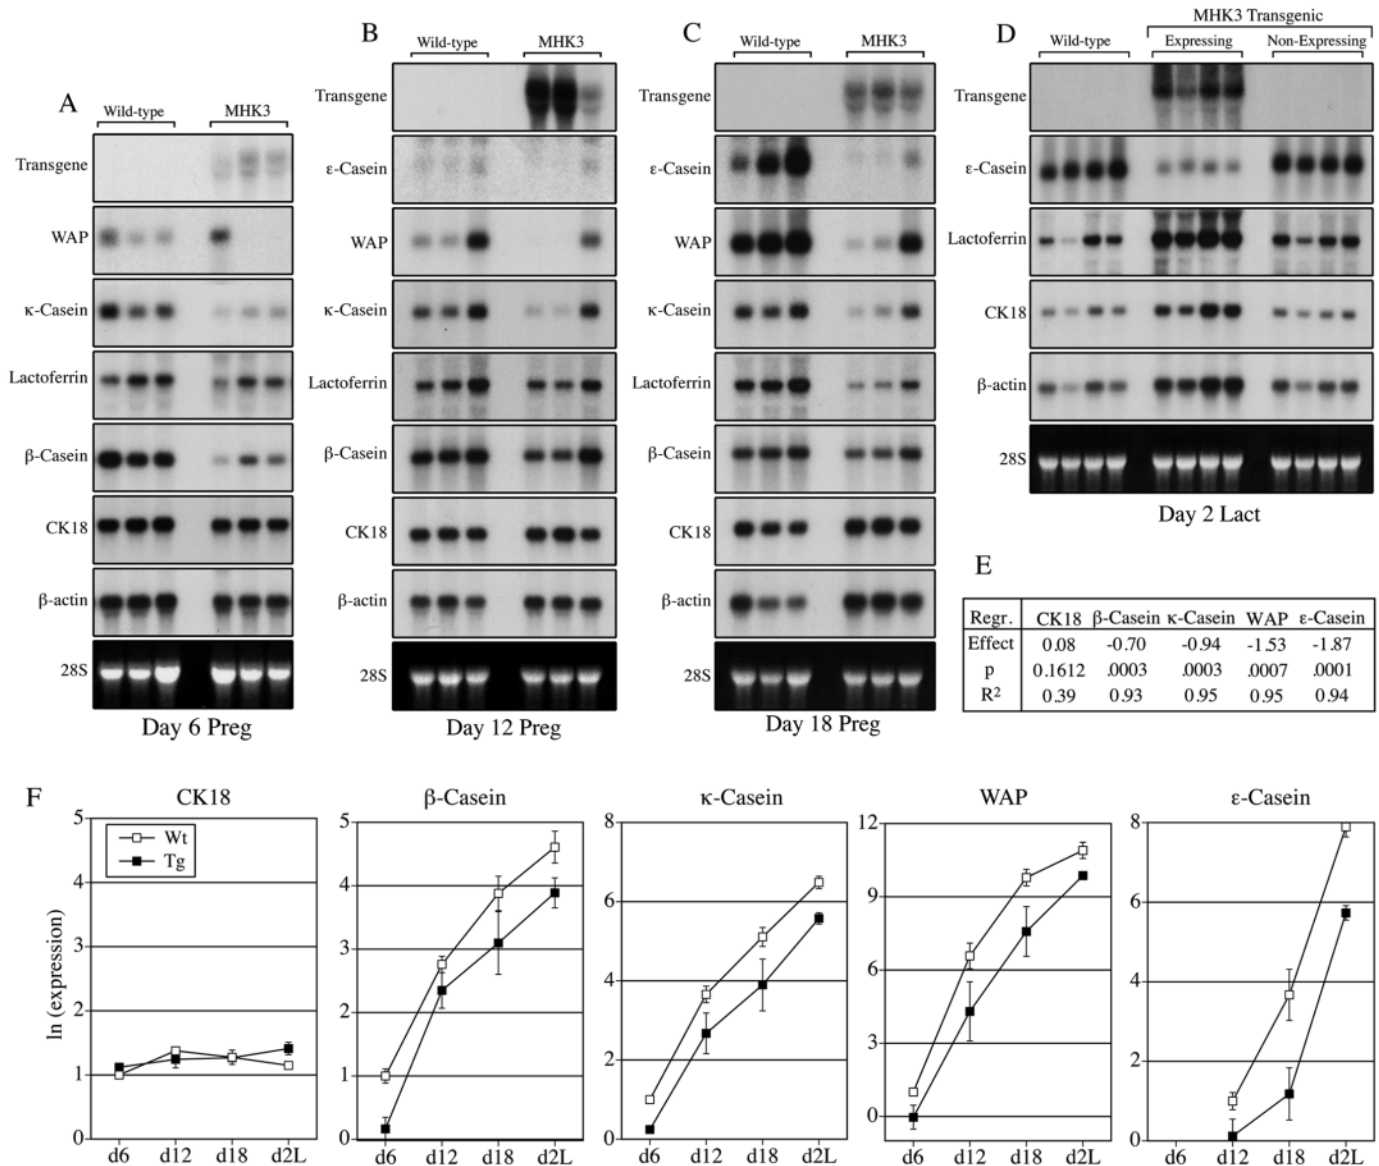 A
Wild-type MHK3
Transgene
WAP
κ-Casein
Lactoferrin
β-Casein
CK18
β-actin
28S
Day 6 Preg
B
Wild-type MHK3
Transgene
ε-Casein
WAP
κ-Casein
Lactoferrin
β-Casein
CK18
β-actin
28S
Day 12 Preg
C
Wild-type MHK3
Transgene
ε-Casein
WAP
κ-Casein
Lactoferrin
β-Casein
CK18
β-actin
28S
Day 18 Preg
D
MHK3 Transgenic
Wild-type Expressing Non-Expressing
Transgene
ε-Casein
Lactoferrin
CK18
β-actin
28S
Day 2 Lact
E
Regr. CK18 β-Casein κ-Casein WAP ε-Casein
Effect 0.08 -0.70 -0.94 -1.53 -1.87
p 0.1612 .0003 .0003 .0007 .0001
R² 0.39 0.93 0.95 0.95 0.94
F
CK18
Wt
Tg
ln (expression)
5
4
3
2
1
0
d6 d12 d18 d2L
β-Casein
5
4
3
2
1
0
d6 d12 d18 d2L
κ-Casein
8
6
4
2
0
d6 d12 d18 d2L
WAP
12
9
6
3
0
d6 d12 d18 d2L
ε-Casein
8
6
4
2
0
d6 d12 d18 d2L